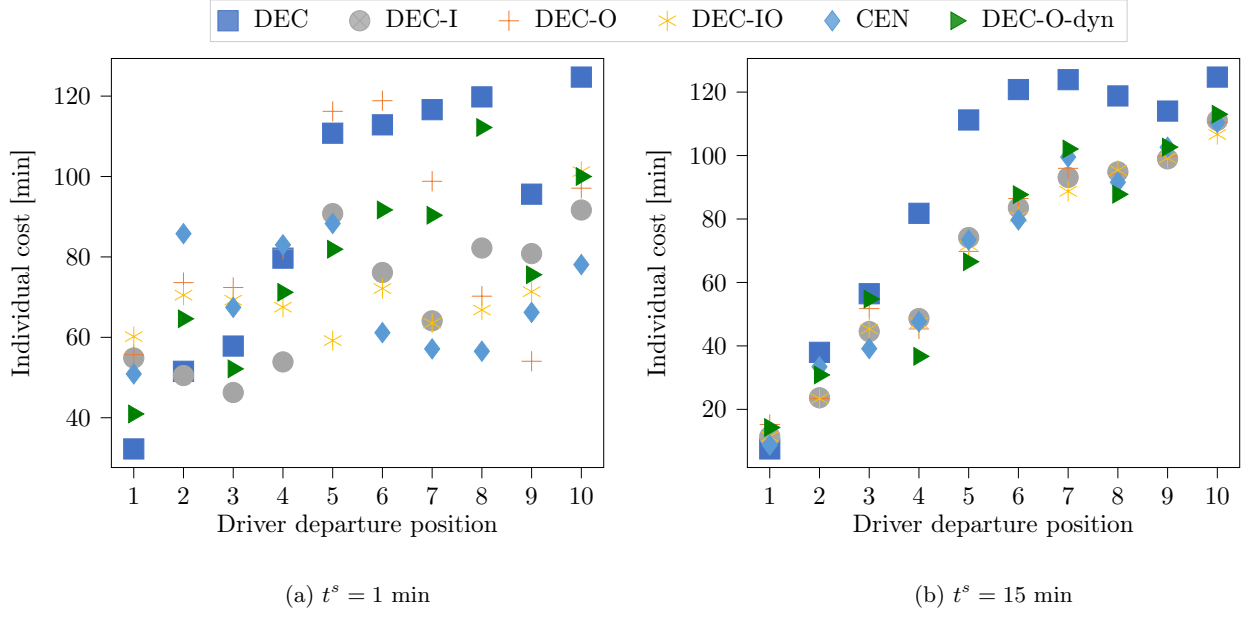 DEC DEC-I DEC-O DEC-IO CEN DEC-O-dyn
Individual cost [min]
120
100
80
60
40
1 2 3 4 5 6 7 8 9 10
Driver departure position
(a) t^s = 1 min
Individual cost [min]
120
100
80
60
40
20
1 2 3 4 5 6 7 8 9 10
Driver departure position
(b) t^s = 15 min